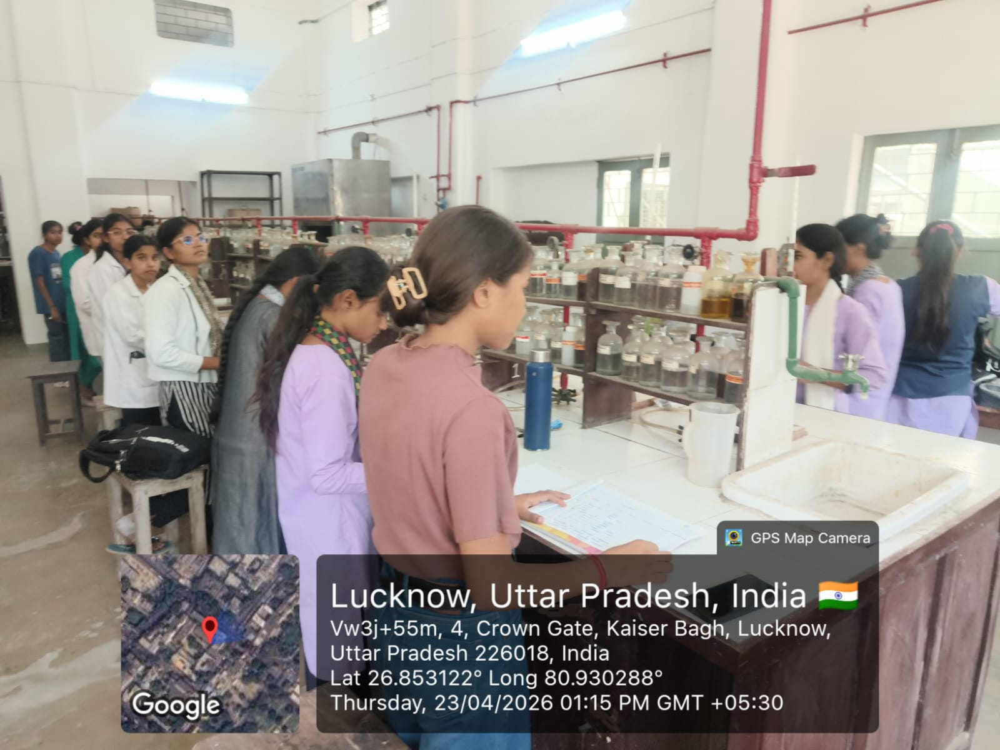 1
GPS Map Camera
Lucknow, Uttar Pradesh, India
Vw3j+55m, 4, Crown Gate, Kaiser Bagh, Lucknow,
Uttar Pradesh 226018, India
Lat 26.853122° Long 80.930288°
Thursday, 23/04/2026 01:15 PM GMT +05:30
Google